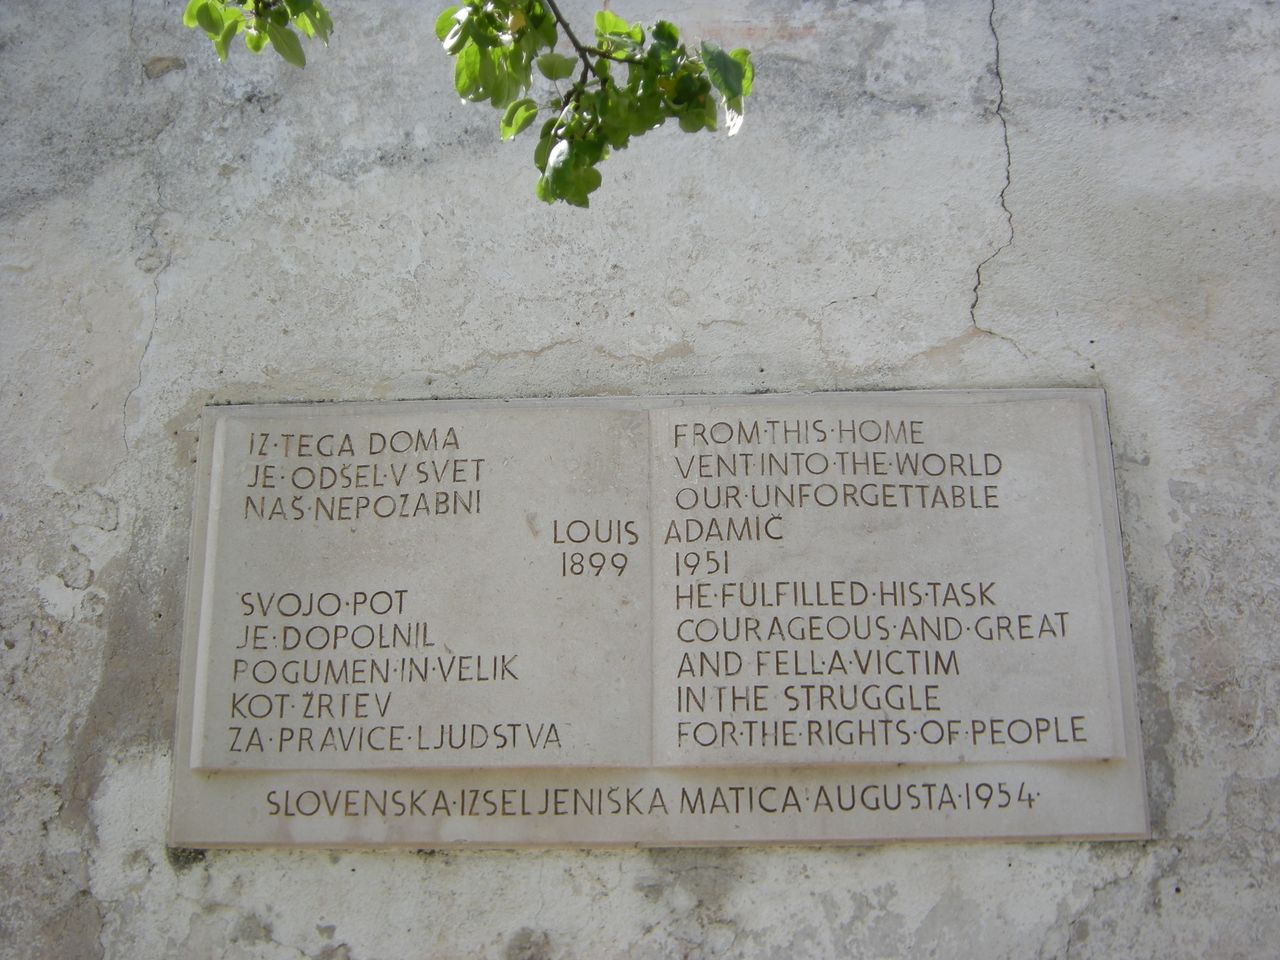 IZ·TEGA DOMA
JE·ODŠEL·V SVET
NAŠ·NEPOZABNI
LOUIS
1899
SVOJO·POT
JE·DOPOLNIL
POGUMEN·IN·VELIK
KOT·ŽRTEV
ZA·PRAVICE·LJUDSTVA
FROM·THIS·HOME
VENT·INTO·THE·WORLD
OUR·UNFORGETTABLE
ADAMIČ
1951
HE·FULFILLED·HIS·TASK
COURAGEOUS·AND·GREAT
AND·FELL·A·VICTIM
IN·THE·STRUGGLE
FOR·THE·RIGHTS·OF·PEOPLE
SLOVENSKA·IZSELJENIŠKA MATICA·AUGUSTA·1954·